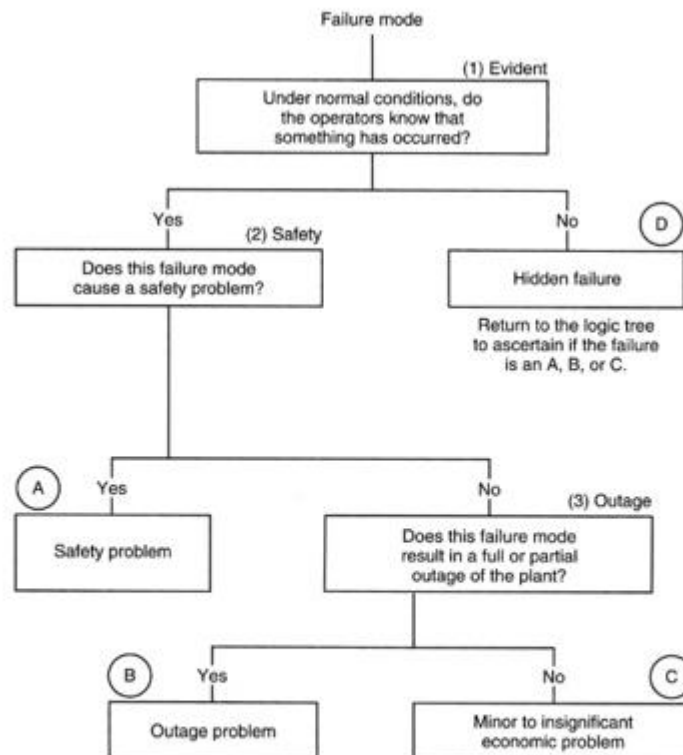 Failure mode
(1) Evident
Under normal conditions, do
the operators know that
something has occurred?
Yes
No
D
(2) Safety
Does this failure mode
cause a safety problem?
Hidden failure
Return to the logic tree
to ascertain if the failure
is an A, B, or C.
A
Yes
No
(3) Outage
Safety problem
Does this failure mode
result in a full or partial
outage of the plant?
B
Yes
No
C
Outage problem
Minor to insignificant
economic problem